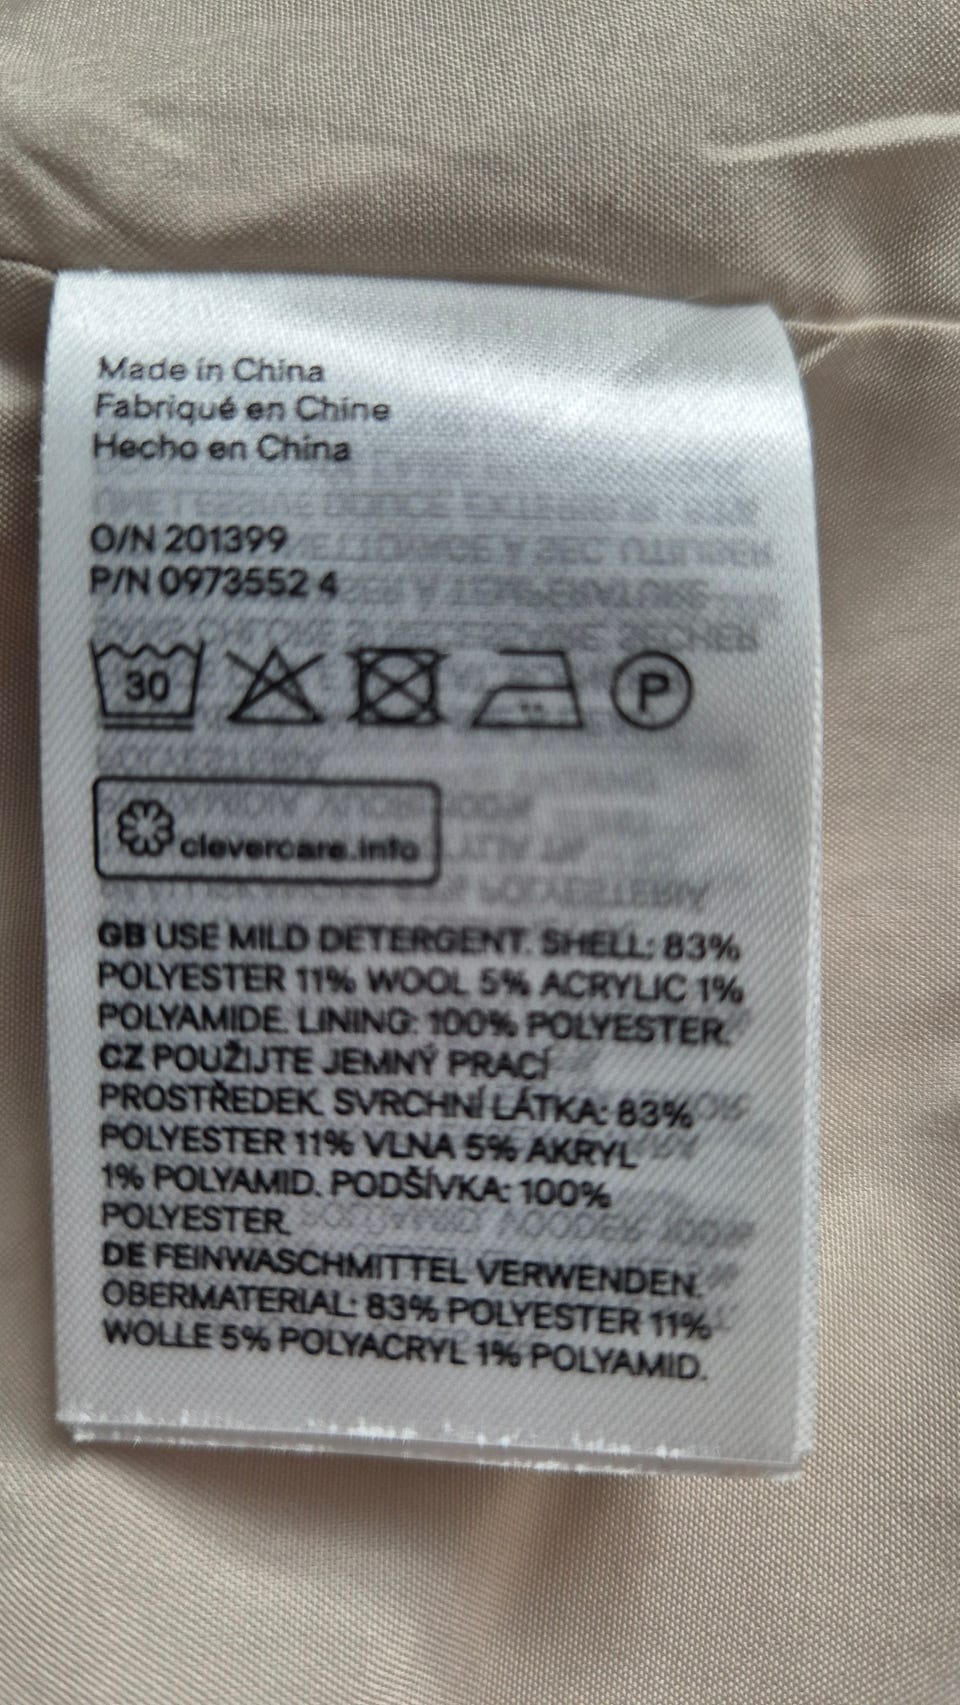 Made in China
Fabriqué en Chine
Hecho en China
O/N 201399
P/N 0973552 4
30
P
clevercare.info
GB USE MILD DETERGENT. SHELL: 83%
POLYESTER 11% WOOL 5% ACRYLIC 1%
POLYAMIDE. LINING: 100% POLYESTER.
CZ POUŽIJTE JEMNÝ PRACÍ
PROSTŘEDEK. SVRCHNÍ LÁTKA: 83%
POLYESTER 11% VLNA 5% AKRYL
1% POLYAMID. PODŠÍVKA: 100%
POLYESTER.
DE FEINWASCHMITTEL VERWENDEN.
OBERMATERIAL: 83% POLYESTER 11%
WOLLE 5% POLYACRYL 1% POLYAMID.